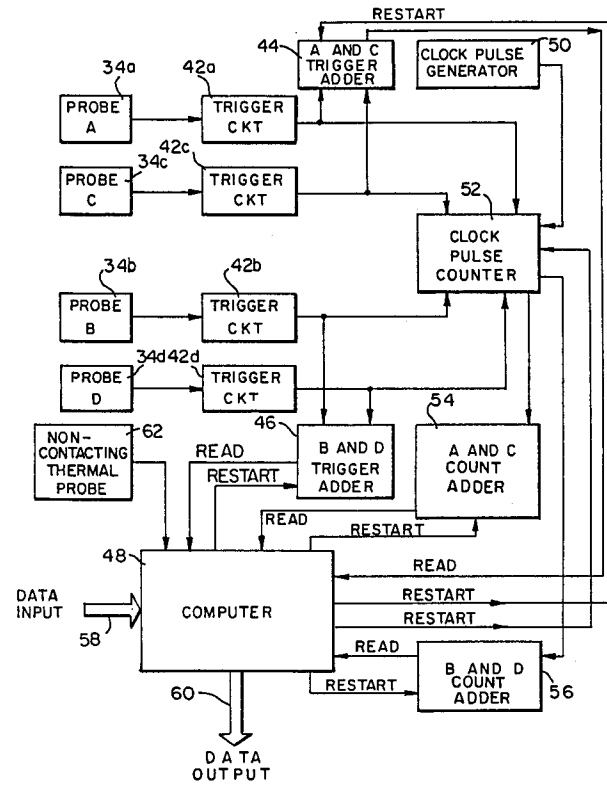 RESTART
44
A AND C
TRIGGER
ADDER
CLOCK PULSE
GENERATOR
50
34a
PROBE
A
42a
TRIGGER
CKT
34c
PROBE
C
42c
TRIGGER
CKT
52
CLOCK
PULSE
COUNTER
34b
PROBE
B
42b
TRIGGER
CKT
34d
PROBE
D
42d
TRIGGER
CKT
62
NON-
CONTACTING
THERMAL
PROBE
46
B AND D
TRIGGER
ADDER
54
A AND C
COUNT
ADDER
READ
RESTART
READ
RESTART
48
COMPUTER
READ
RESTART
RESTART
DATA
INPUT
58
READ
RESTART
B AND D
COUNT
ADDER
56
60
DATA
OUTPUT